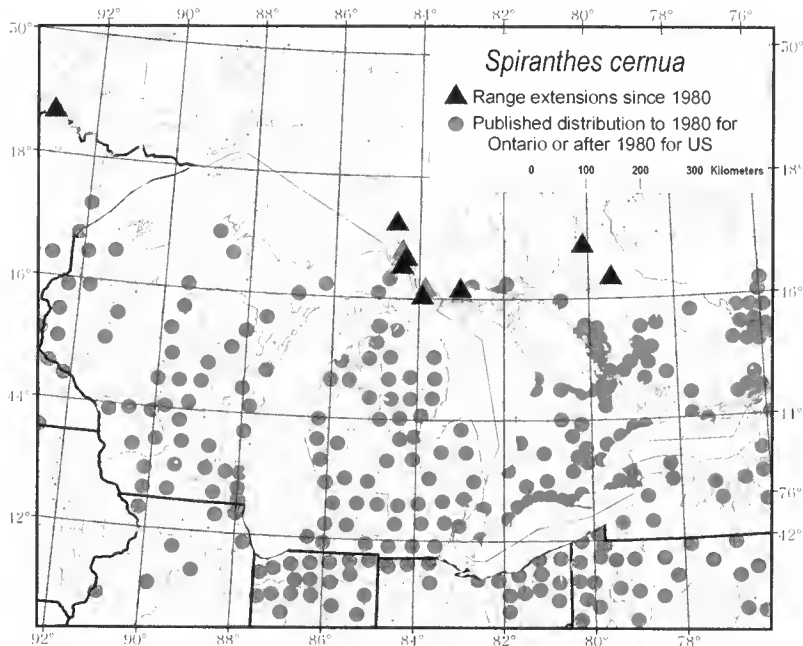 90° 88° 86° 84° 82° 80° 78° 76°
50° 50°
Spiranthes cernua
Range extensions since 1980
Published distribution to 1980 for
Ontario or after 1980 for US
0 100 200 300 Kilometers
48° 48°
46° 46°
44° 44°
76°
42° 42°
92° 90° 88° 86° 84° 82° 80° 78°